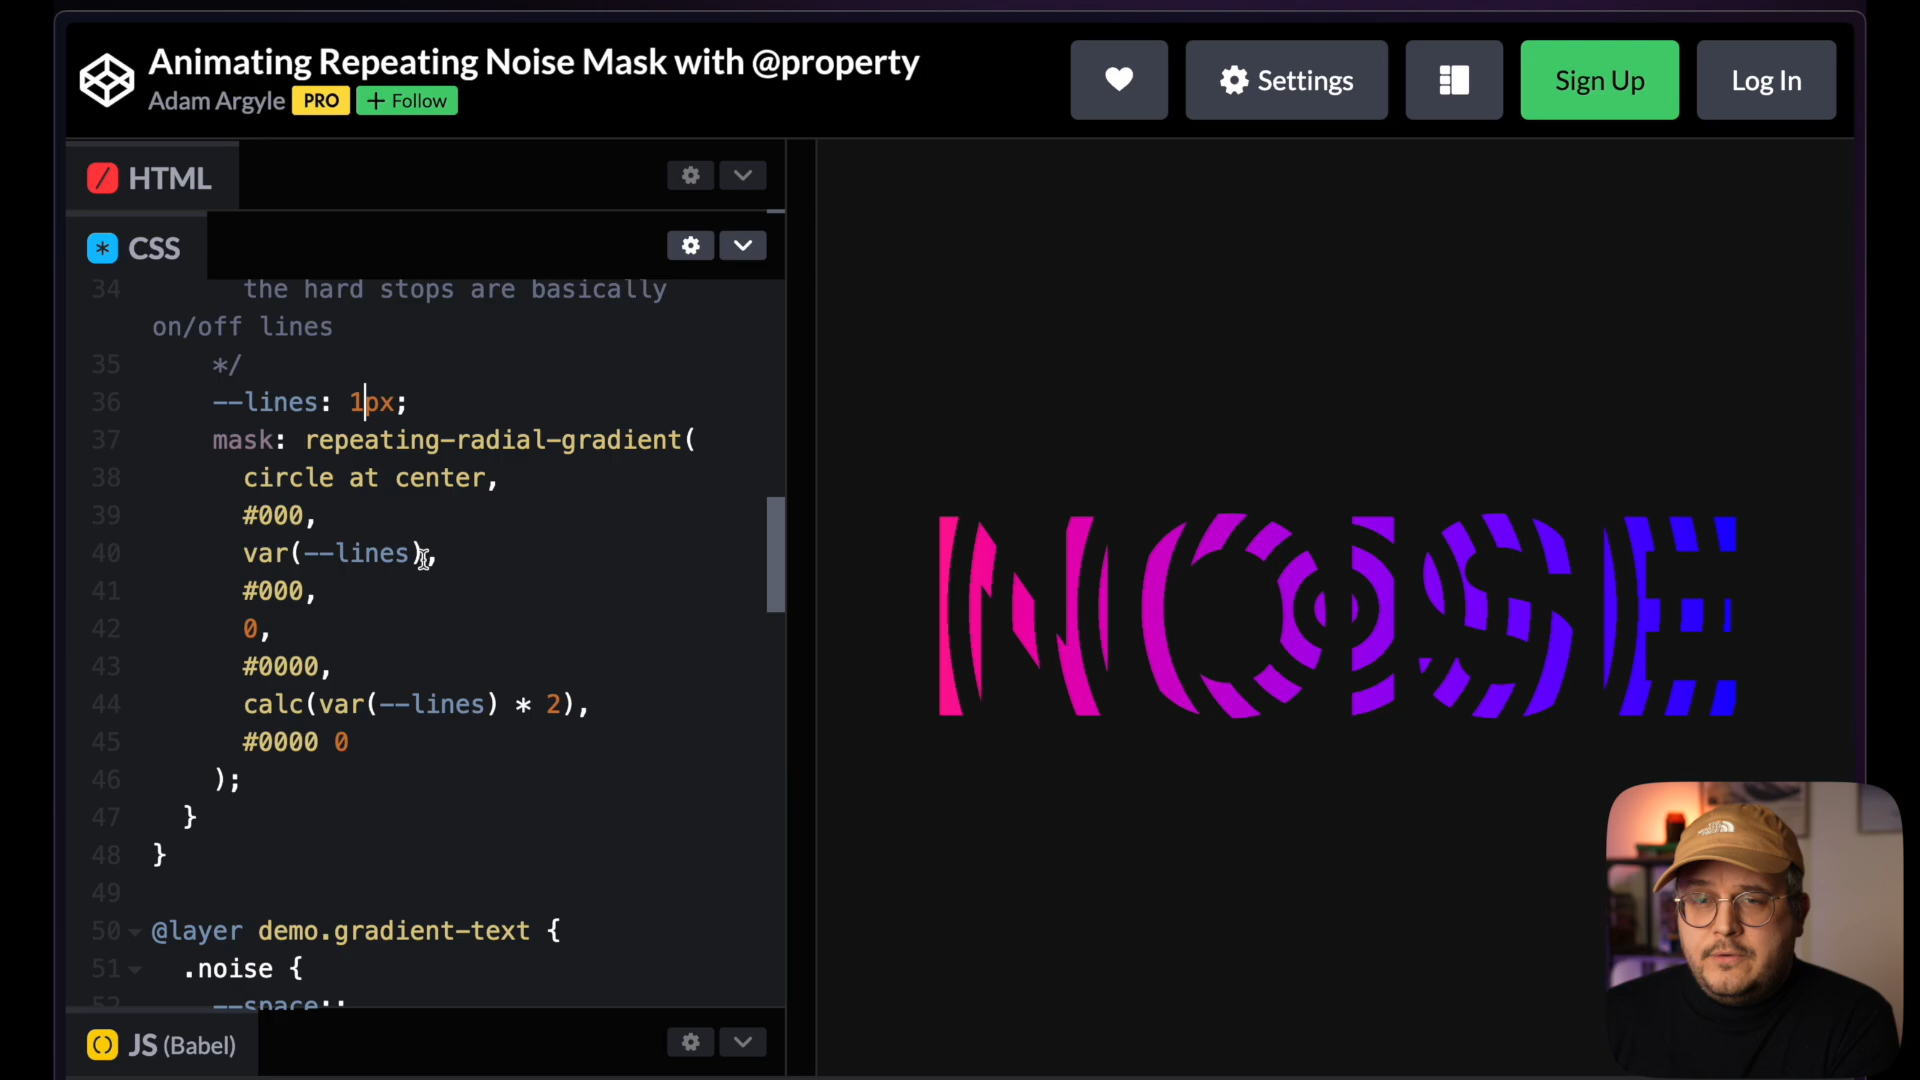 Animating Repeating Noise Mask with @property
Adam Argyle PRO + Follow
Settings
Sign Up
Log In
HTML
CSS
34 the hard stops are basically
on/off lines
35 */
36 --lines: 1px;
37 mask: repeating-radial-gradient(
38 circle at center,
39 #000,
40 var(--lines),
41 #000,
42 0,
43 #0000,
44 calc(var(--lines) * 2),
45 #0000 0
46 );
47 }
48 }
49
50 @layer demo.gradient-text {
51 .noise {
52 --space:;
JS (Babel)
NOISE